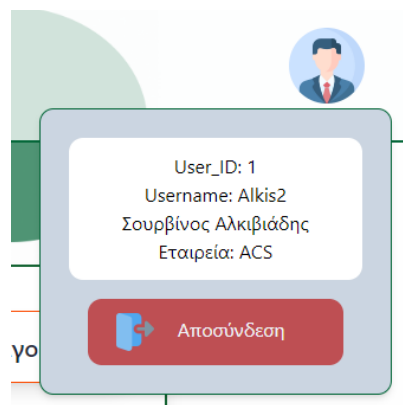 User_ID: 1
Username: Alkis2
Σουρβίνος Αλκιβιάδης
Εταιρεία: ACS
Αποσύνδεση